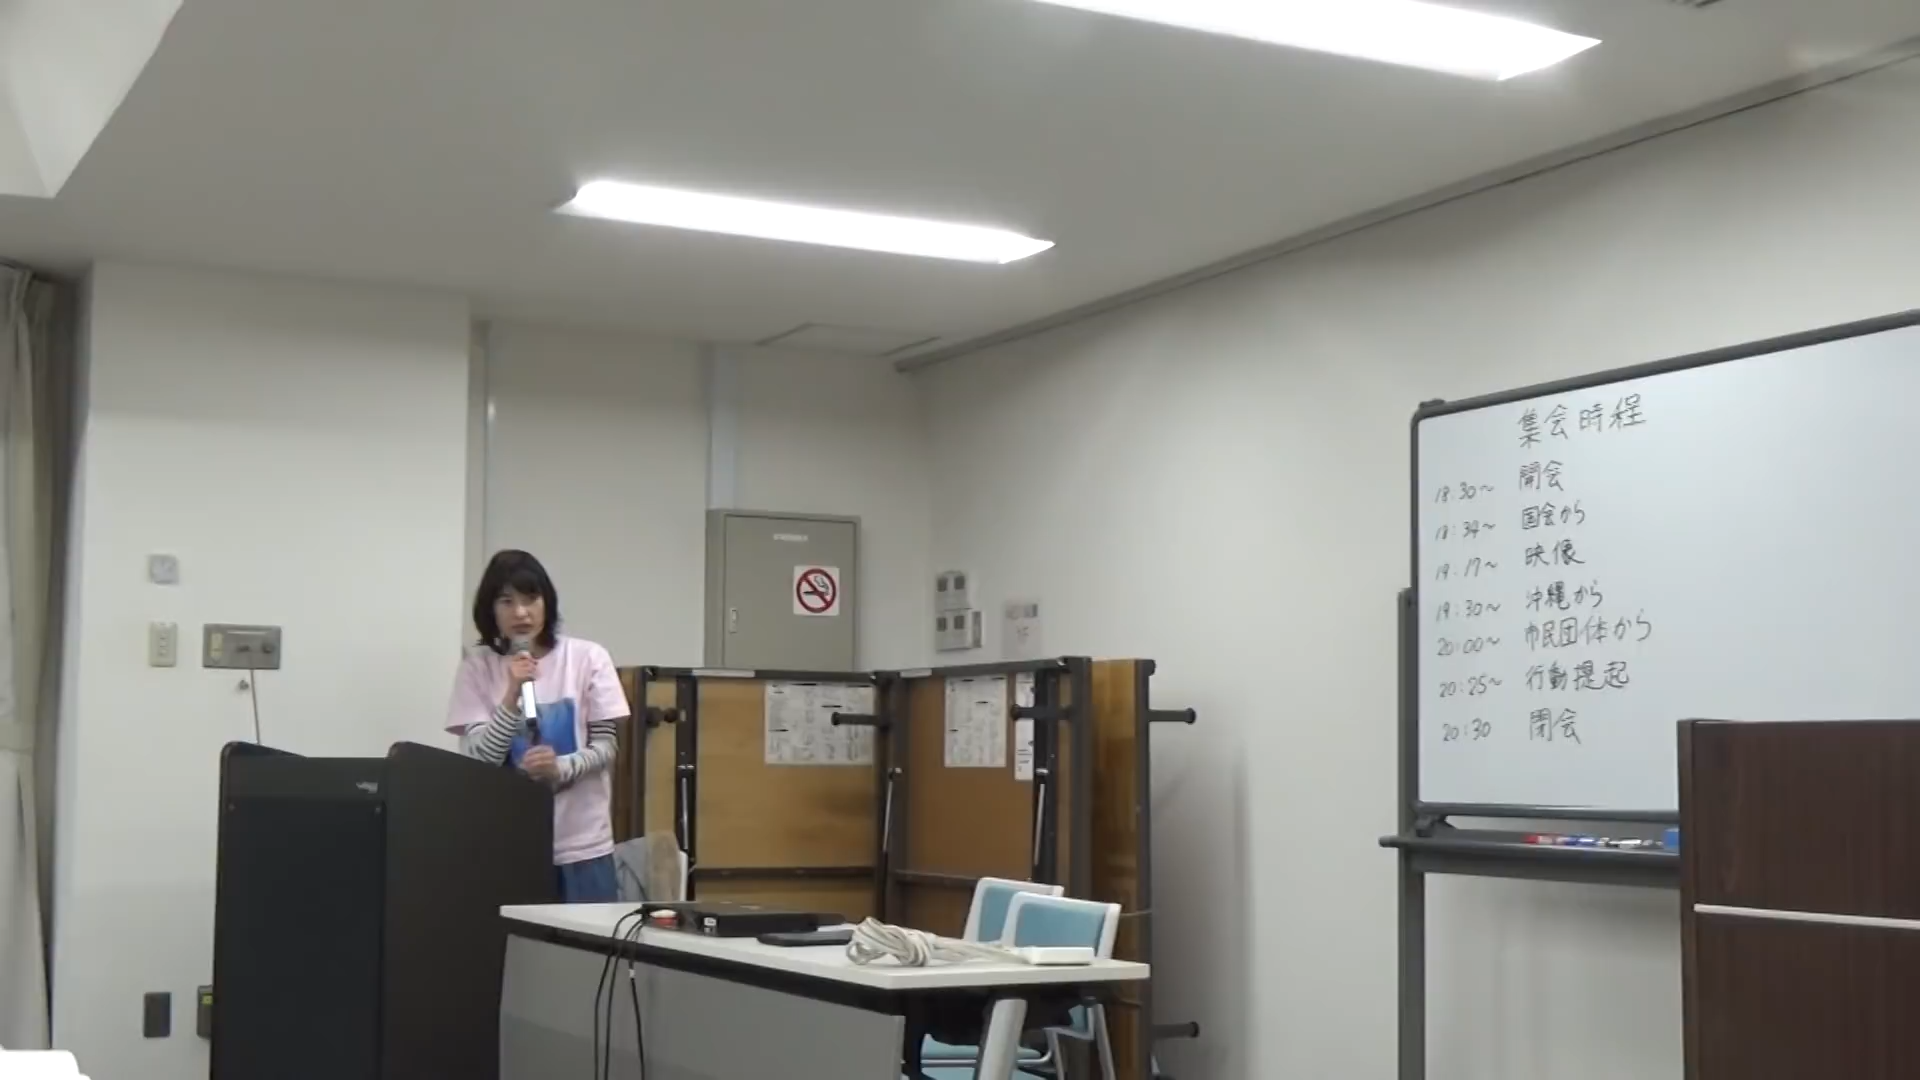 集会時程
18:30〜 開会
18:34〜 国会から
19:17〜 映像
19:30〜 沖縄から
20:00〜 市民団体から
20:25〜 行動提起
20:30 閉会